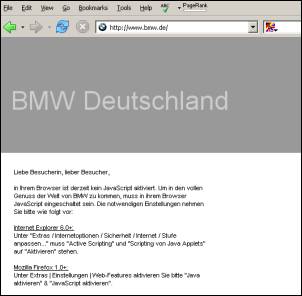 File Edit View Go Bookmarks Tools Help ABC PageRank
http://www.bmw.de/
BMW Deutschland
Liebe Besucherin, lieber Besucher,
in Ihrem Browser ist derzeit kein JavaScript aktiviert. Um in den vollen
Genuss der Welt von BMW zu kommen, muss in Ihrem Browser
JavaScript eingeschaltet sein. Die notwendigen Einstellungen nehmen
Sie bitte wie folgt vor:
Internet Explorer 6.0+:
Unter "Extras / Internetoptionen / Sicherheit / Internet / Stufe
anpassen..." muss "Active Scripting" und "Scripting von Java Applets"
auf "Aktivieren" stehen.
Mozilla Firefox 1.0+:
Unter Extras | Einstellungen | Web-Features aktivieren Sie bitte "Java
aktivieren" & "JavaScript aktivieren".